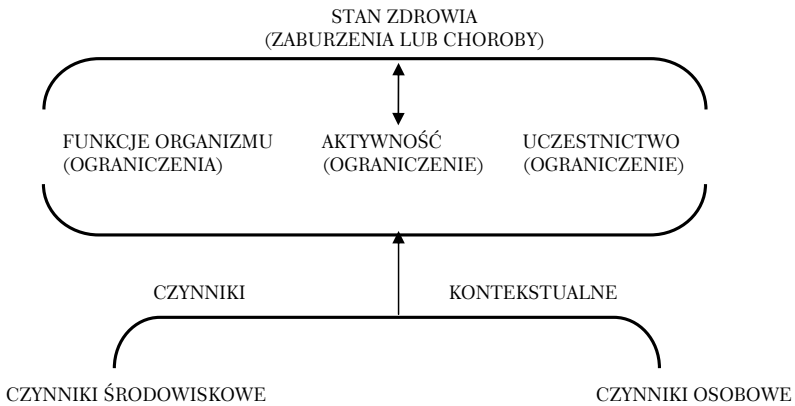 STAN ZDROWIA
(ZABURZENIA LUB CHOROBY)
FUNKCJE ORGANIZMU AKTYWNOŚĆ UCZESTNICTWO
(OGRANICZENIA) (OGRANICZENIE) (OGRANICZENIE)
CZYNNIKI KONTEKSTUALNE
CZYNNIKI ŚRODOWISKOWE CZYNNIKI OSOBOWE